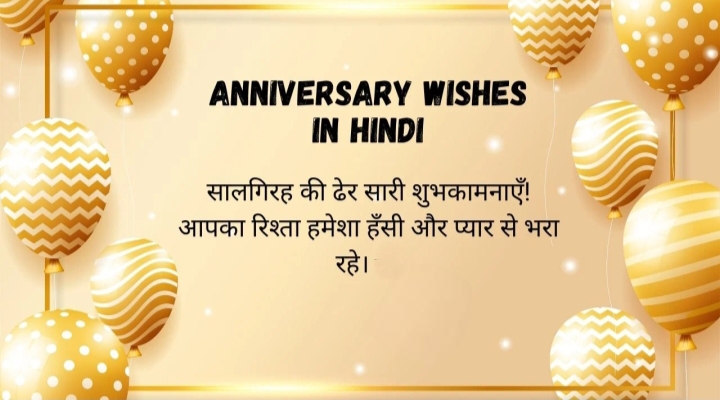 ANNIVERSARY WISHES
IN HINDI
सालगिरह की ढेर सारी शुभकामनाएँ!
आपका रिश्ता हमेशा हँसी और प्यार से भरा
रहे।